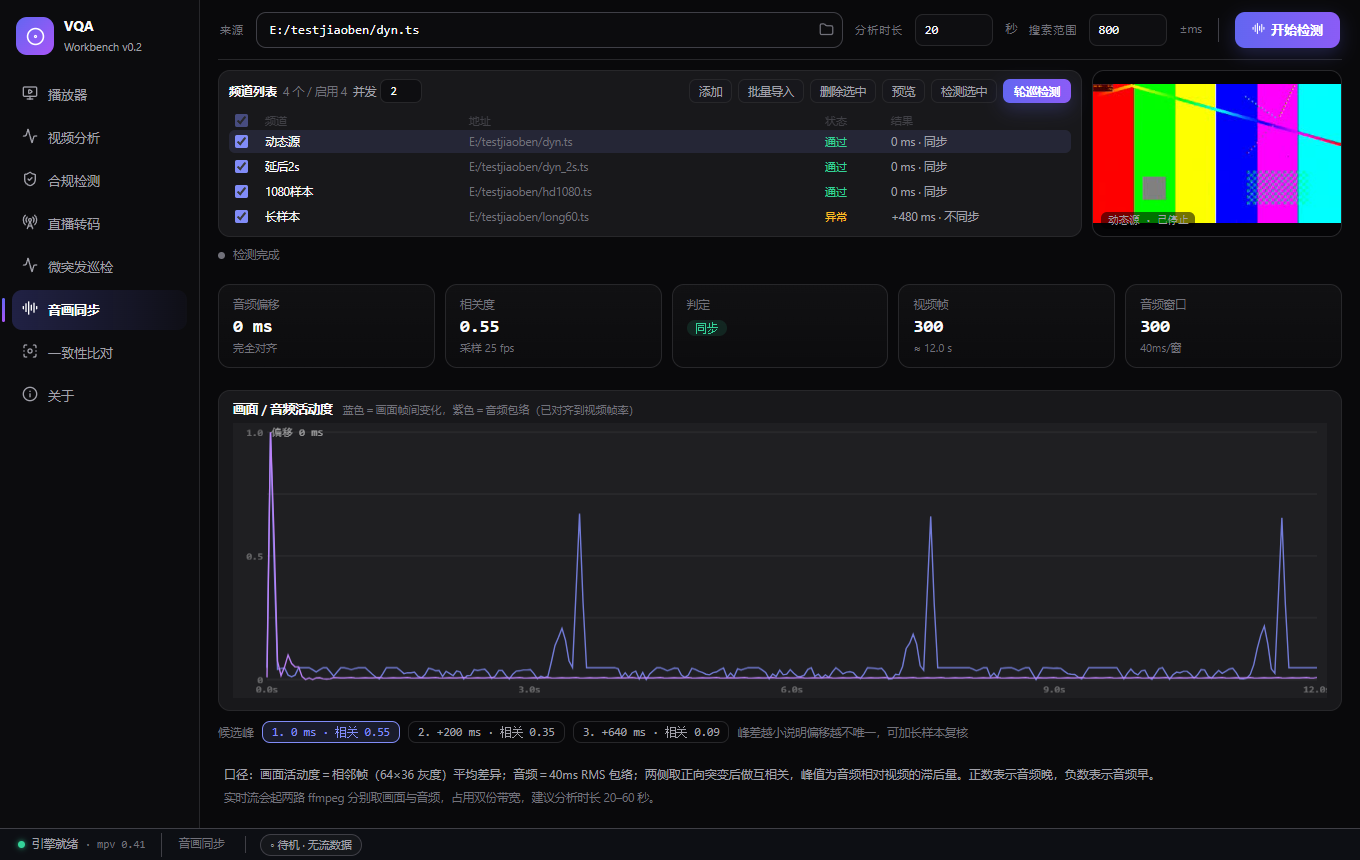 VQA
Workbench v0.2
播放器
视频分析
合规检测
直播转码
微突发巡检
音画同步
一致性比对
关于
来源 E:/testjiaoben/dyn.ts 分析时长 20 秒 搜索范围 800 ±ms 开始检测
频道列表 4 个 / 启用 4 并发 2 添加 批量导入 删除选中 预览 检测选中 轮巡检测
频道 地址 状态 结果
动态源 E:/testjiaoben/dyn.ts 通过 0 ms · 同步
延后2s E:/testjiaoben/dyn_2s.ts 通过 0 ms · 同步
1080样本 E:/testjiaoben/hd1080.ts 通过 0 ms · 同步
长样本 E:/testjiaoben/long60.ts 异常 +480 ms · 不同步
动态源 · 已停止
检测完成
音频偏移
0 ms
完全对齐
相关度
0.55
采样 25 fps
判定
同步
视频帧
300
≈ 12.0 s
音频窗口
300
40ms/窗
画面 / 音频活动度 蓝色 = 画面帧间变化，紫色 = 音频包络（已对齐到视频帧率）
偏移 0 ms
1.0
0.5
0
0.0s 3.0s 6.0s 9.0s 12.0
候选峰 1. 0 ms · 相关 0.55 2. +200 ms · 相关 0.35 3. +640 ms · 相关 0.09 峰差越小说明偏移越不唯一，可加长样本复核
口径：画面活动度 = 相邻帧（64×36 灰度）平均差异；音频 = 40ms RMS 包络；两侧取正向突变后做互相关，峰值为音频相对视频的滞后量。正数表示音频晚，负数表示音频早。
实时流会起两路 ffmpeg 分别取画面与音频，占用双份带宽，建议分析时长 20–60 秒。
引擎就绪 · mpv 0.41 音画同步 待机 · 无流数据